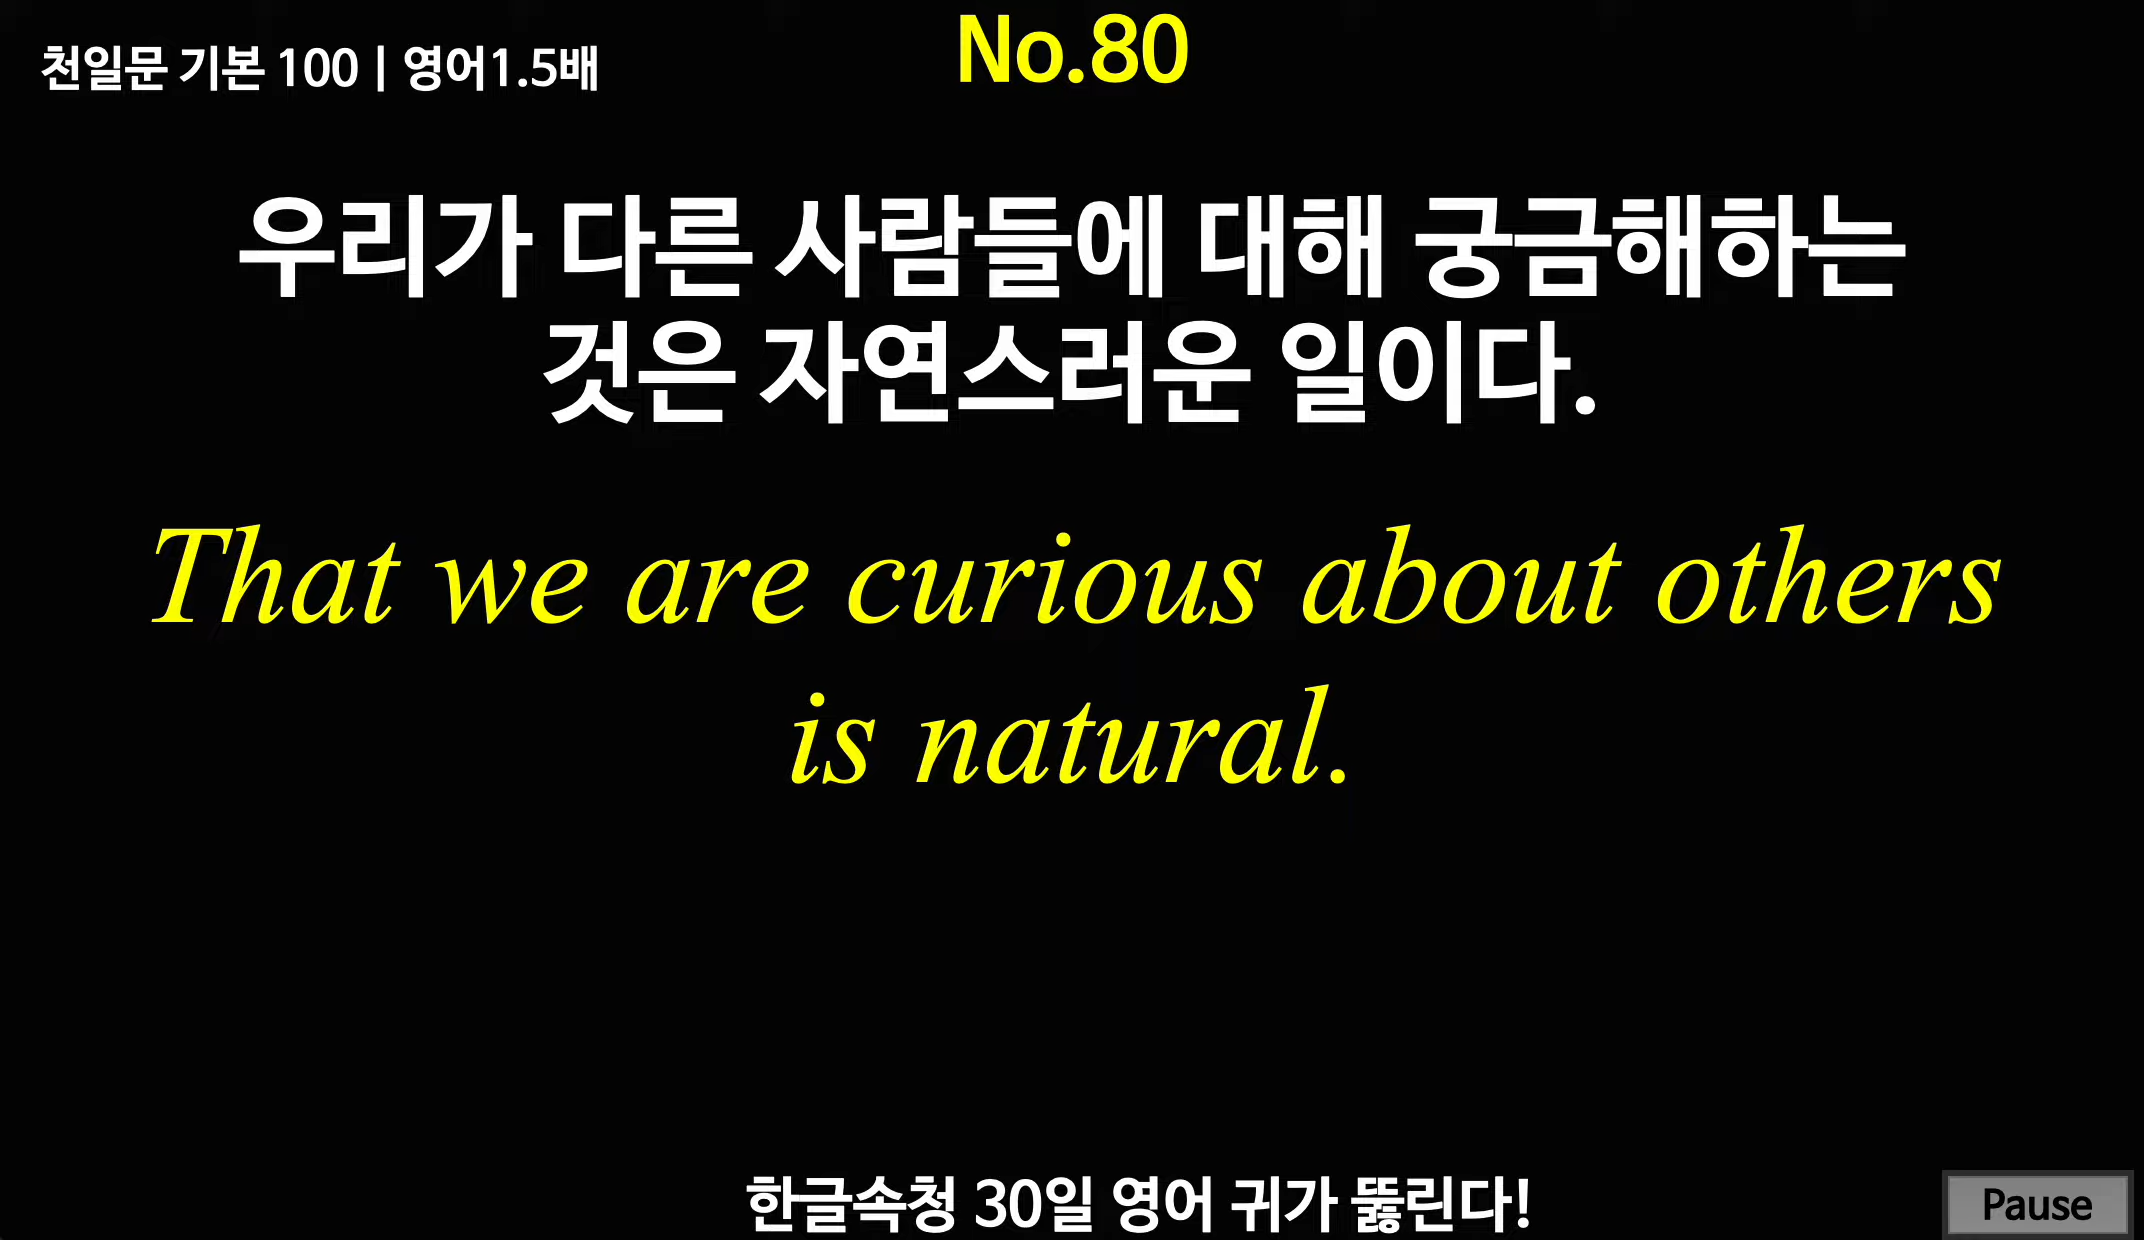 천일문 기본 100 | 영어1.5배
No.80
우리가 다른 사람들에 대해 궁금해하는
것은 자연스러운 일이다.
That we are curious about others
is natural.
한글속청 30일 영어 귀가 뚫린다!
Pause